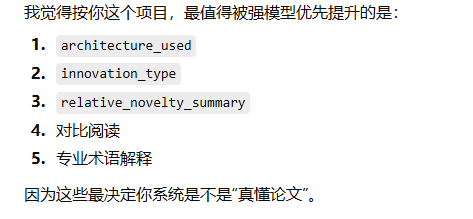 我觉得按你这个项目，最值得被强模型优先提升的是：
1. architecture_used
2. innovation_type
3. relative_novelty_summary
4. 对比阅读
5. 专业术语解释
因为这些最决定你系统是不是“真懂论文”。